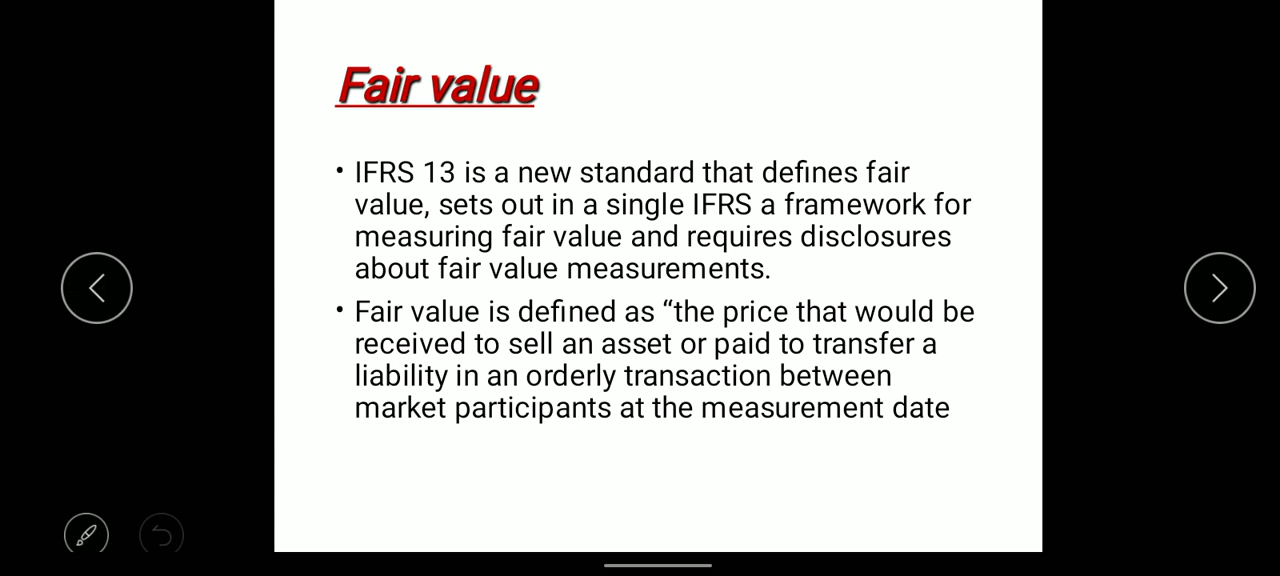 Fair value
• IFRS 13 is a new standard that defines fair
value, sets out in a single IFRS a framework for
measuring fair value and requires disclosures
about fair value measurements.
• Fair value is defined as “the price that would be
received to sell an asset or paid to transfer a
liability in an orderly transaction between
market participants at the measurement date